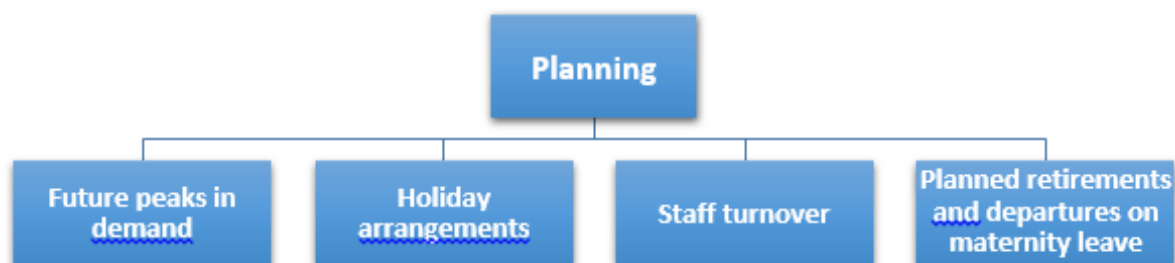 Planning
Future peaks in
demand
Holiday
arrangements
Staff turnover
Planned retirements
and departures on
maternity leave